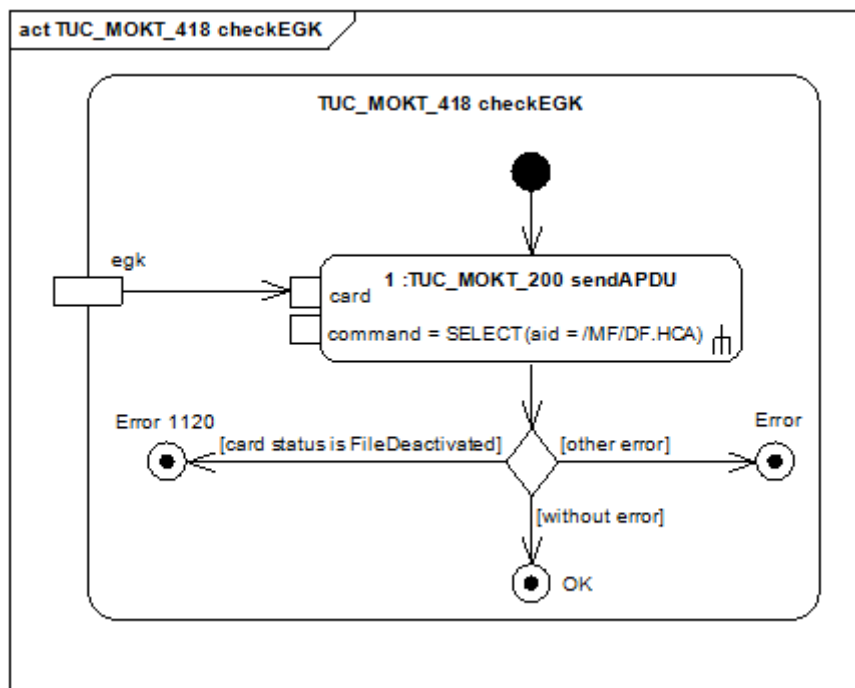 act TUC_MOKT_418 checkEGK
TUC_MOKT_418 checkEGK
egk
1 :TUC_MOKT_200 sendAPDU
card
command = SELECT(aid = /MF/DF.HCA)
Error 1120
Error
[card status is FileDeactivated]
[other error]
[without error]
OK